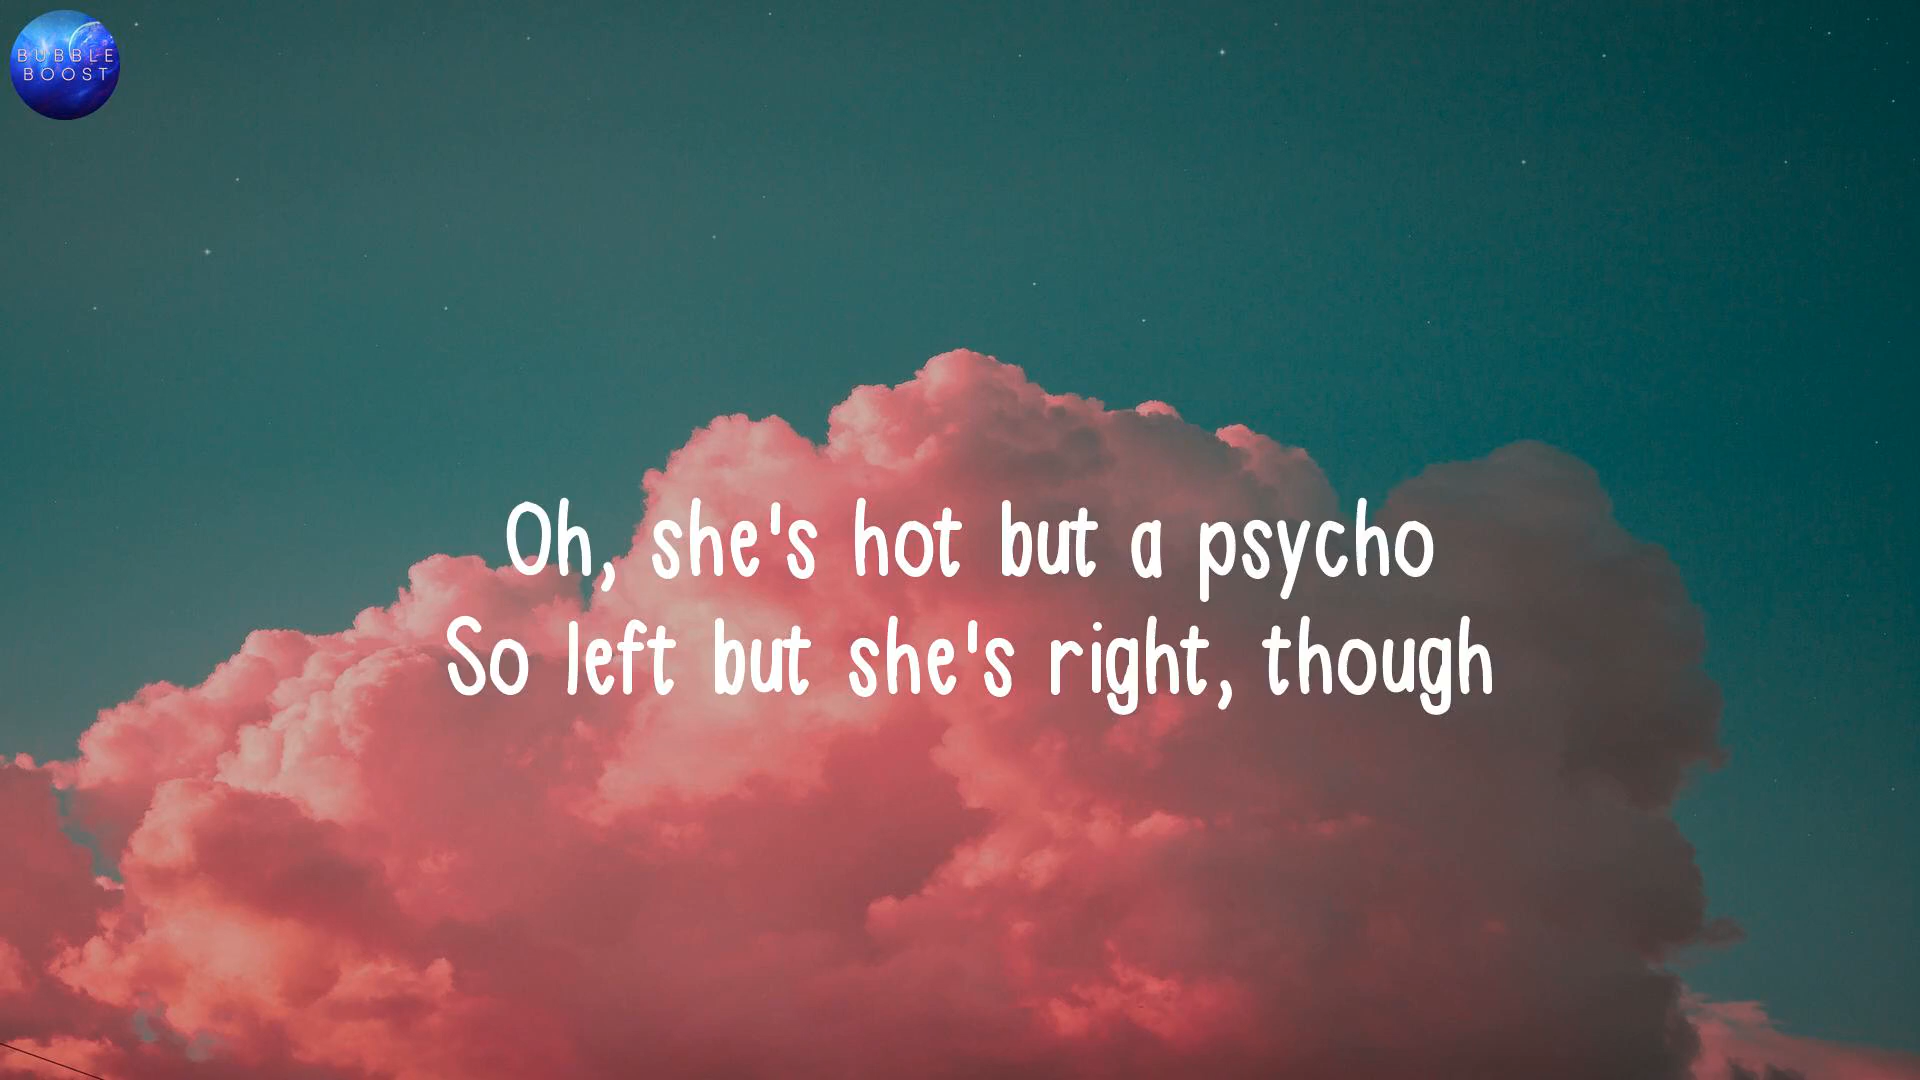 BUBBLE
BOOST
Oh, she's hot but a psycho
So left but she's right, though